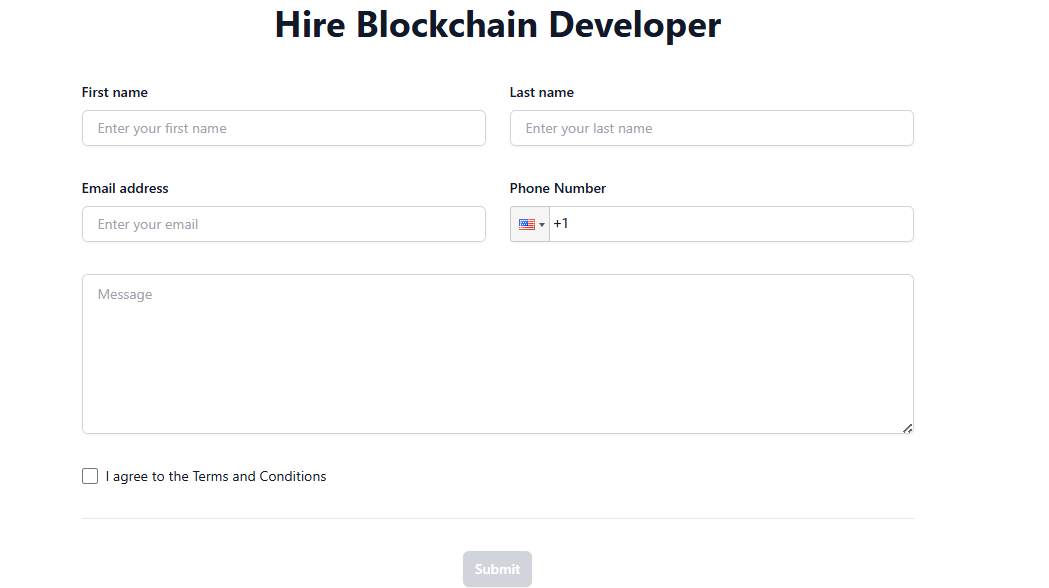 Hire Blockchain Developer
First name
Last name
Enter your first name
Enter your last name
Email address
Phone Number
Enter your email
+1
Message
I agree to the Terms and Conditions
Submit